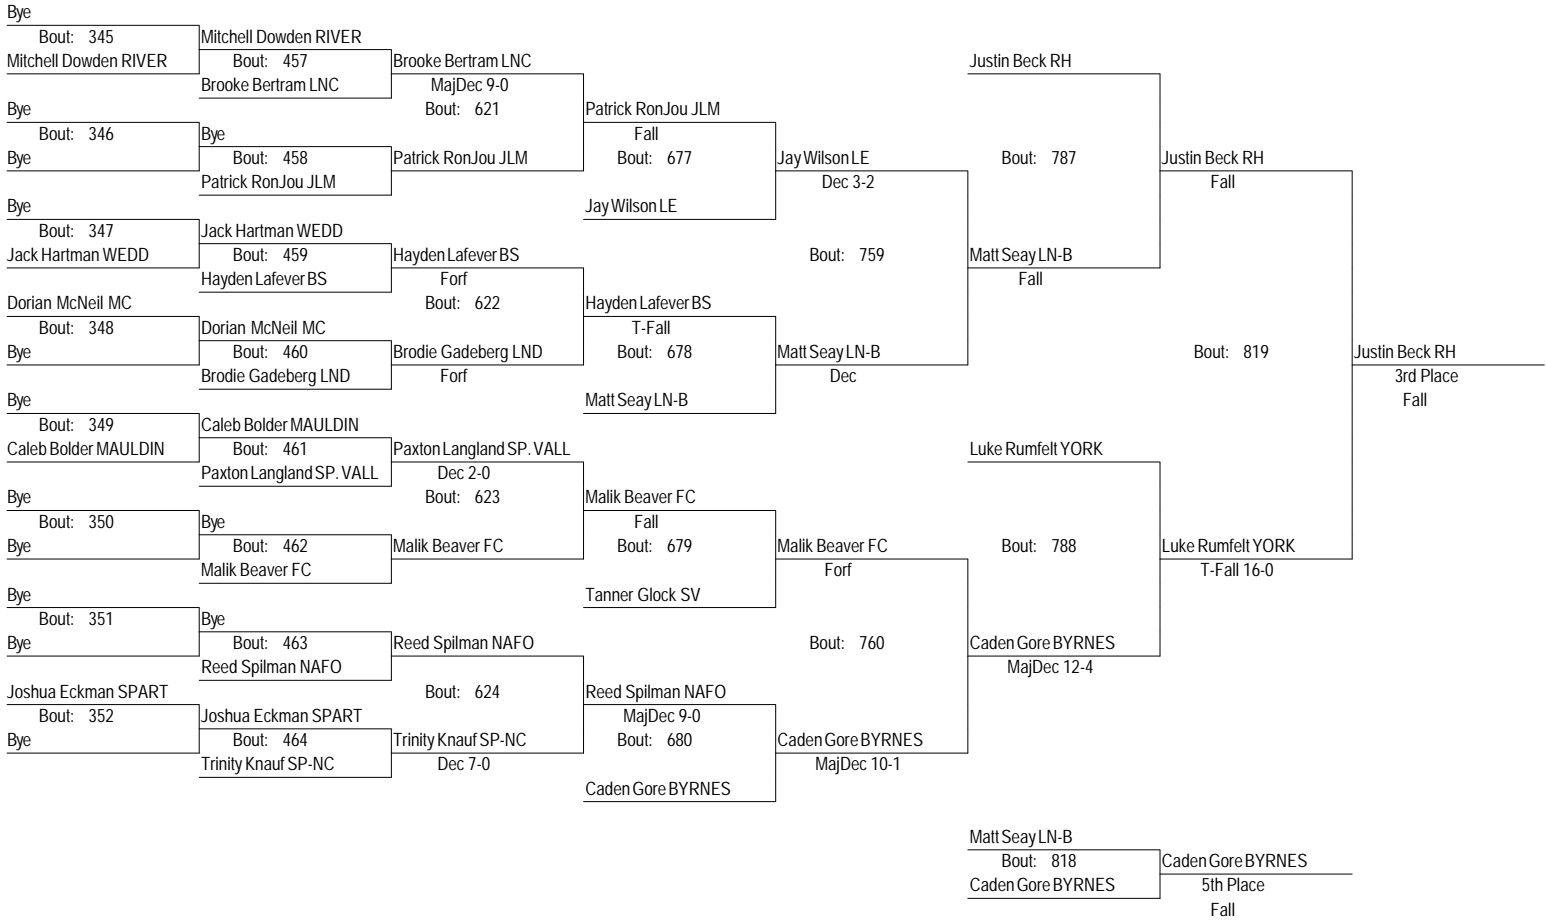 Bye
Bout: 345
Mitchell Dowden RIVER
Bye
Bout: 346
Bye
Bye
Bout: 347
Jack Hartman WEDD
Dorian McNeil MC
Bout: 348
Bye
Bye
Bout: 349
Caleb Bolder MAULDIN
Bye
Bout: 350
Bye
Bye
Bout: 351
Bye
Joshua Eckman SPART
Bout: 352
Bye
Mitchell Dowden RIVER
Bout: 457
Brooke Bertram LNC
Bye
Bout: 458
Patrick RonJou JLM
Jack Hartman WEDD
Bout: 459
Hayden Lafever BS
Dorian McNeil MC
Bout: 460
Brodie Gadeberg LND
Caleb Bolder MAULDIN
Bout: 461
Paxton Langland SP. VALL
Bye
Bout: 462
Malik Beaver FC
Bye
Bout: 463
Reed Spilman NAFO
Joshua Eckman SPART
Bout: 464
Trinity Knauf SP-NC
Brooke Bertram LNC
MajDec 9-0
Bout: 621
Patrick RonJou JLM
Hayden Lafever BS
Forf
Bout: 622
Brodie Gadeberg LND
Forf
Paxton Langland SP. VALL
Dec 2-0
Bout: 623
Malik Beaver FC
Reed Spilman NAFO
Bout: 624
Trinity Knauf SP-NC
Dec 7-0
Patrick RonJou JLM
Fall
Bout: 677
Jay Wilson LE
Hayden Lafever BS
T-Fall
Bout: 678
Matt Seay LN-B
Malik Beaver FC
Fall
Bout: 679
Tanner Glock SV
Reed Spilman NAFO
MajDec 9-0
Bout: 680
Caden Gore BYRNES
Jay Wilson LE
Dec 3-2
Bout: 759
Matt Seay LN-B
Dec
Malik Beaver FC
Forf
Bout: 760
Caden Gore BYRNES
MajDec 10-1
Justin Beck RH
Bout: 787
Matt Seay LN-B
Fall
Luke Rumfelt YORK
Bout: 788
Caden Gore BYRNES
MajDec 12-4
Justin Beck RH
Fall
Bout: 819
Luke Rumfelt YORK
T-Fall 16-0
Justin Beck RH
3rd Place
Fall
Matt Seay LN-B
Bout: 818
Caden Gore BYRNES
Caden Gore BYRNES
5th Place
Fall